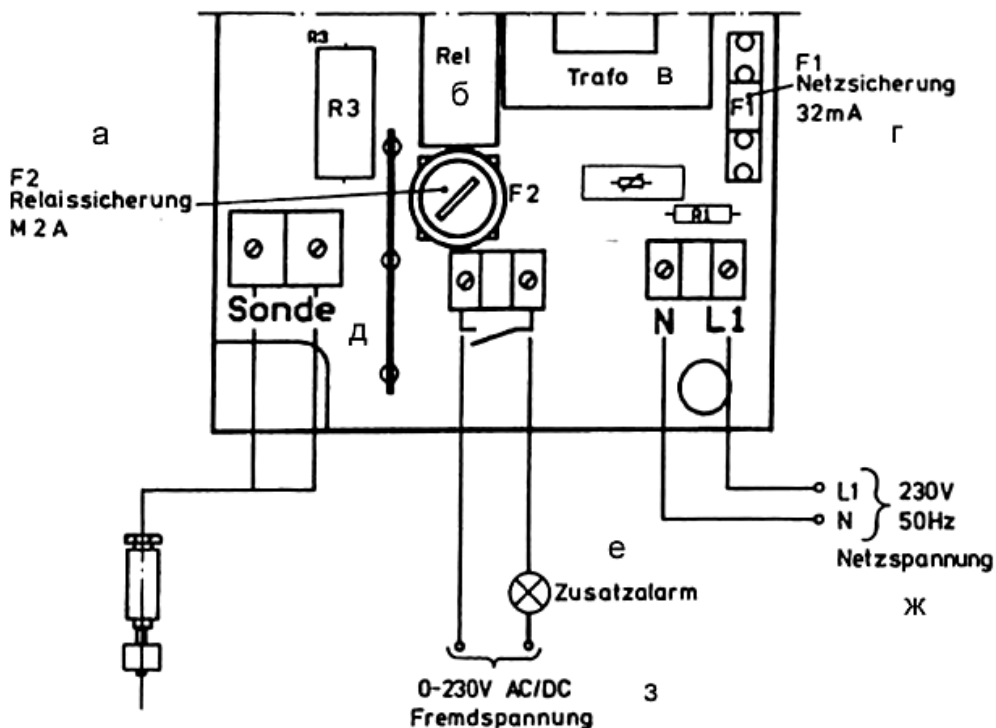 R3
Rel
б
Trafo в
F1
Netzsicherung
32mA
г
R3
F1
а
F2
Relaissicherung
M 2 A
F2
R1
Sonde
д
N L1
L1
N
230V
50Hz
Netzspannung
ж
е
Zusatzalarm
0-230V AC/DC
Fremdspannung
з